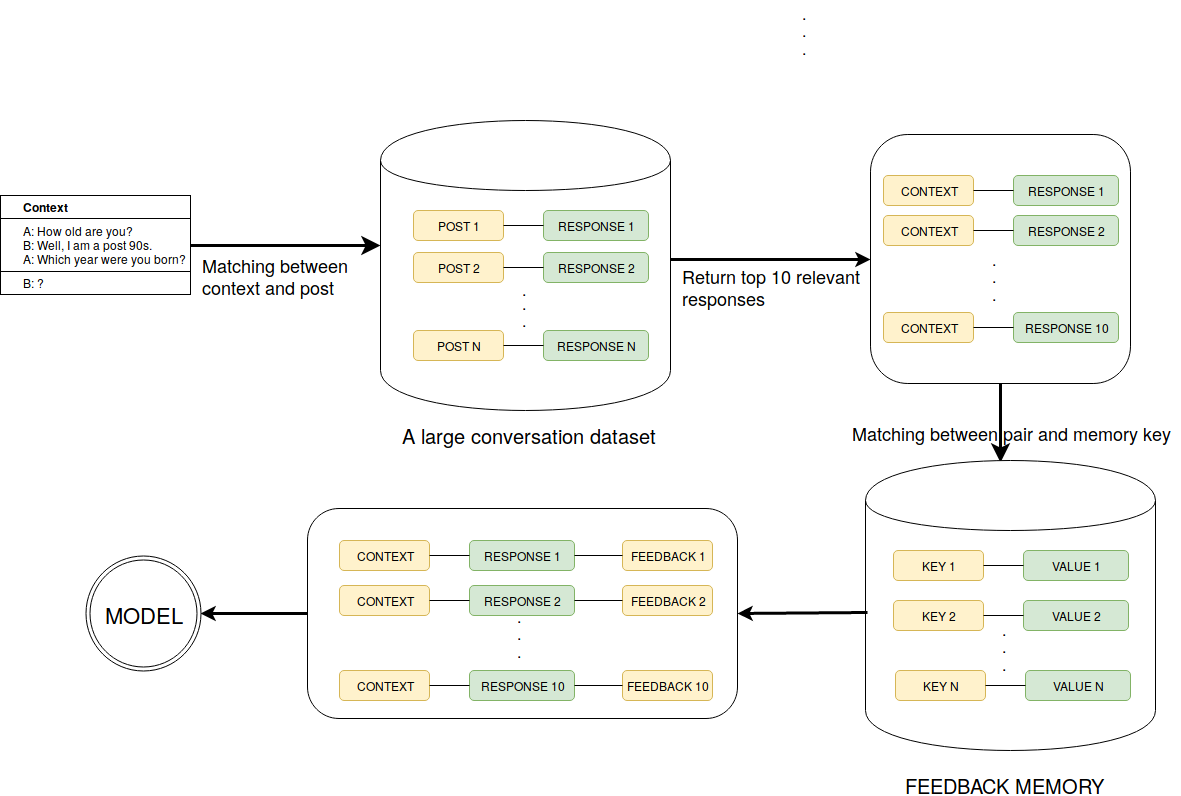 Context
A: How old are you?
B: Well, I am a post 90s.
A: Which year were you born?
B: ?
Matching between
context and post
POST 1 RESPONSE 1
POST 2 RESPONSE 2
.
.
.
POST N RESPONSE N
A large conversation dataset
Return top 10 relevant
responses
.
.
.
CONTEXT RESPONSE 1
CONTEXT RESPONSE 2
.
.
.
CONTEXT RESPONSE 10
Matching between pair and memory key
KEY 1 VALUE 1
KEY 2 VALUE 2
.
.
.
KEY N VALUE N
FEEDBACK MEMORY
CONTEXT RESPONSE 1 FEEDBACK 1
CONTEXT RESPONSE 2 FEEDBACK 2
.
.
.
CONTEXT RESPONSE 10 FEEDBACK 10
MODEL